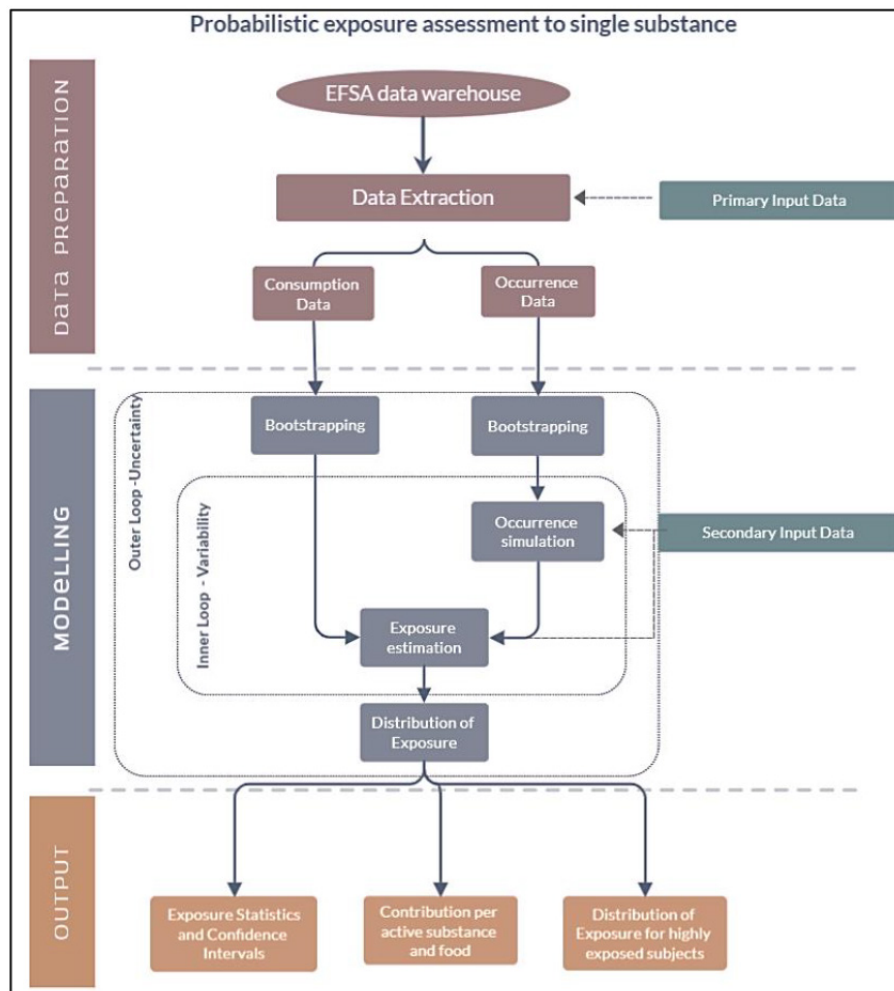 Probabilistic exposure assessment to single substance
DATA PREPARATION
EFSA data warehouse
Data Extraction
Primary Input Data
Consumption
Data
Occurrence
Data
MODELLING
Outer Loop -Uncertainty
Bootstrapping
Bootstrapping
Inner Loop - Variability
Occurrence
simulation
Secondary Input Data
Exposure
estimation
Distribution of
Exposure
OUTPUT
Exposure Statistics
and Confidence
Intervals
Contribution per
active substance
and food
Distribution of
Exposure for highly
exposed subjects